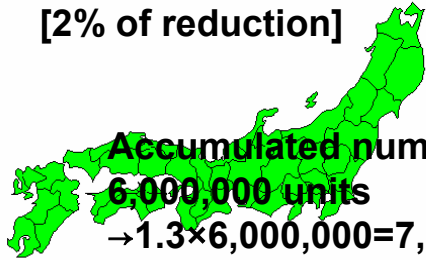 [2% of reduction]
Accumulated num
6,000,000 units
→1.3×6,000,000=7,